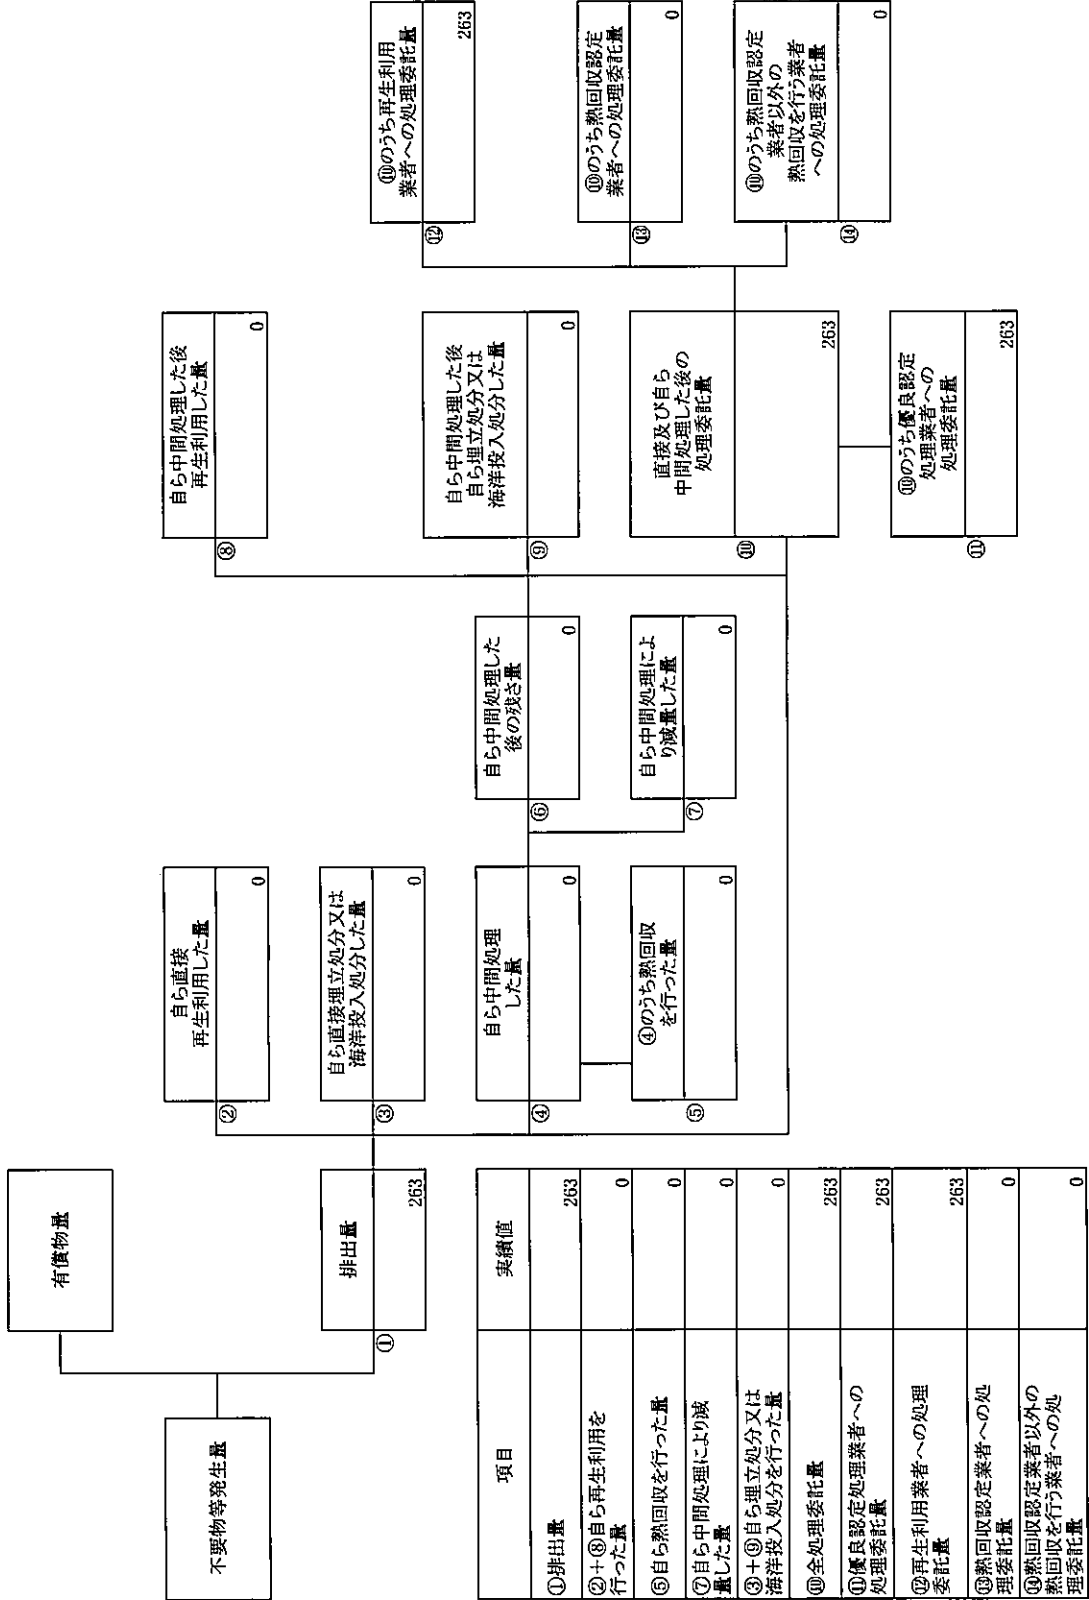 有償物量
不要物等発生量
排出量
①
263
自ら直接
再生利用した量
②
0
自ら直接埋立処分又は
海洋投入処分した量
③
0
自ら中間処理
した量
④
0
④のうち熱回収
を行った量
⑤
0
自ら中間処理した
後の残さ量
⑥
0
自ら中間処理によ
り減量した量
⑦
0
自ら中間処理した後
再生利用した量
⑧
0
自ら中間処理した後
自ら埋立処分又は
海洋投入処分した量
⑨
0
直接及び自ら
中間処理した後の
処理委託量
⑩
263
⑩のうち優良認定
処理業者への
処理委託量
⑪
263
⑩のうち再生利用
業者への処理委託量
⑫
263
⑩のうち熱回収認定
業者への処理委託量
⑬
0
⑩のうち熱回収認定
業者以外の
熱回収を行う業者
への処理委託量
⑭
0
項目 実績値
①排出量 263
②+⑧自ら再生利用を
行った量 0
⑤自ら熱回収を行った量 0
⑦自ら中間処理により減
量した量 0
③+⑨自ら埋立処分又は
海洋投入処分を行った量 0
⑩全処理委託量 263
⑪優良認定処理業者への
処理委託量 263
⑫再生利用業者への処理
委託量 263
⑬熱回収認定業者への処
理委託量 0
⑭熱回収認定業者以外の
熱回収を行う業者への処
理委託量 0